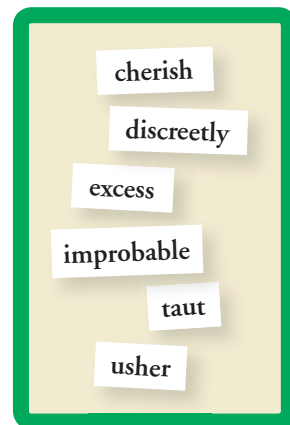 cherish
discreetly
excess
improbable
taut
usher